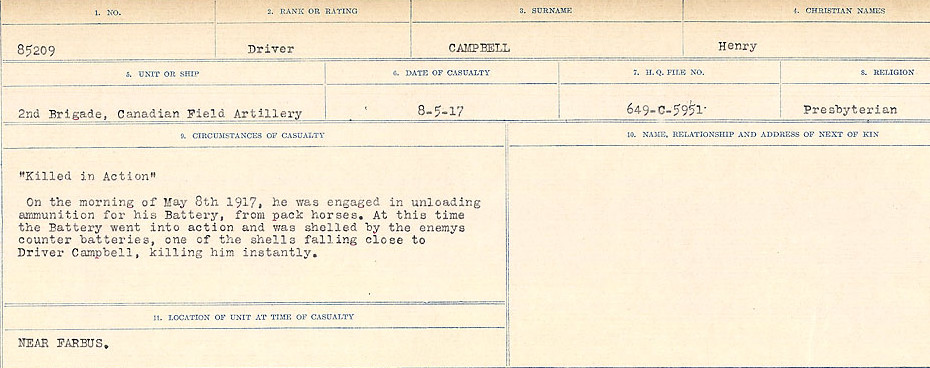 1. NO. 2. RANK OR RATING 3. SURNAME 4. CHRISTIAN NAMES
85209 Driver CAMPBELL Henry
5. UNIT OR SHIP 6. DATE OF CASUALTY 7. H.Q. FILE NO. 8. RELIGION
2nd Brigade, Canadian Field Artillery 8-5-17 649-C-5951 Presbyterian
9. CIRCUMSTANCES OF CASUALTY 10. NAME, RELATIONSHIP AND ADDRESS OF NEXT OF KIN
"Killed in Action"
On the morning of May 8th 1917, he was engaged in unloading
ammunition for his Battery, from pack horses. At this time
the Battery went into action and was shelled by the enemys
counter batteries, one of the shells falling close to
Driver Campbell, killing him instantly.
11. LOCATION OF UNIT AT TIME OF CASUALTY
NEAR FARBUS.